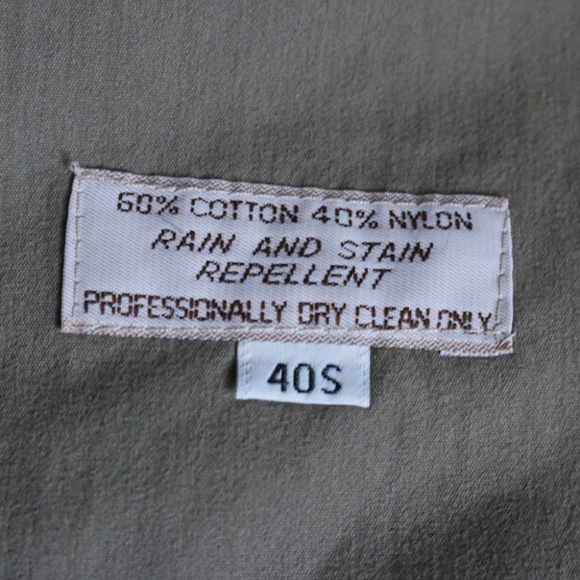 60% COTTON 40% NYLON
RAIN AND STAIN
REPELLENT
PROFESSIONALLY DRY CLEAN ONLY
40S